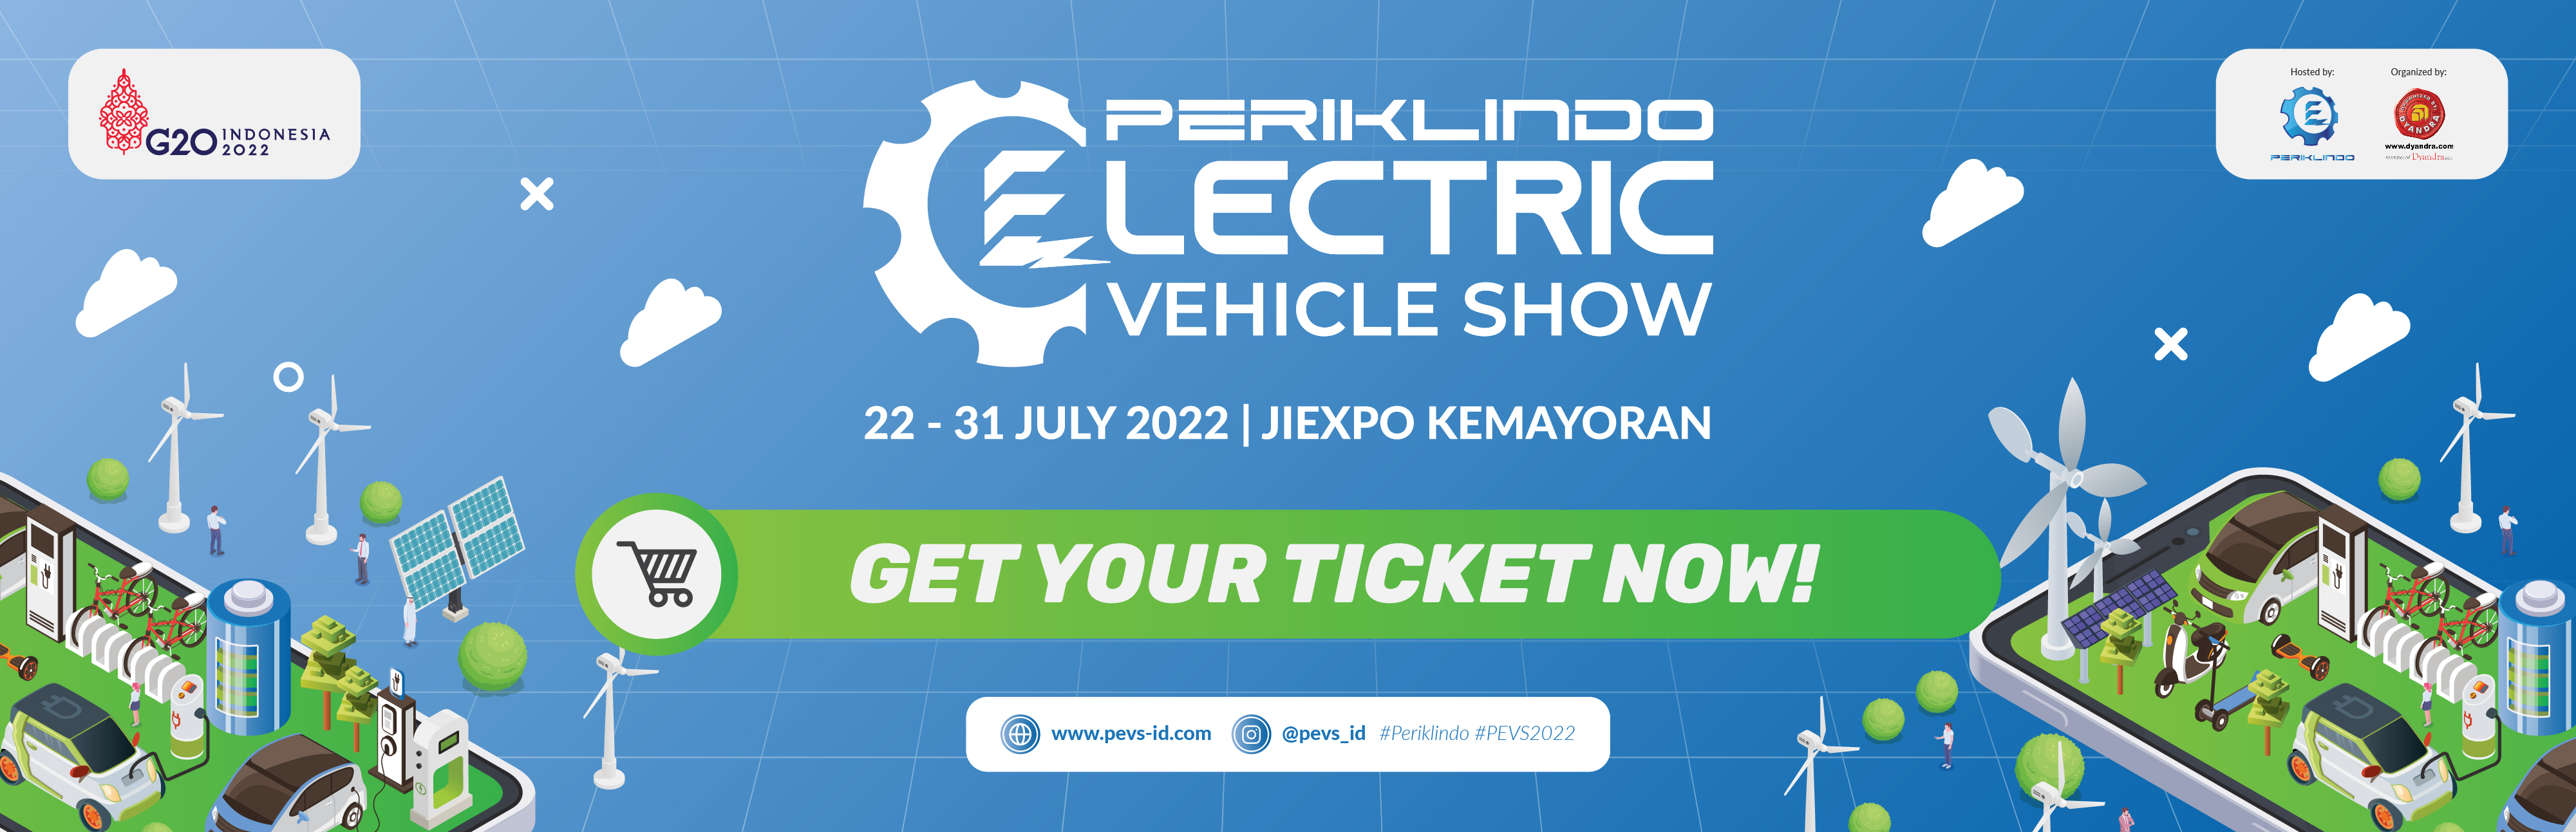 G20 INDONESIA
2022
Hosted by:
PERIKLINDO
Organized by:
DYANDRA
www.dyandra.com
PERIKLINDO
ELECTRIC
VEHICLE SHOW
22 - 31 JULY 2022 | JIEXPO KEMAYORAN
GET YOUR TICKET NOW!
www.pevs-id.com @pevs_id #Periklindo #PEVS2022